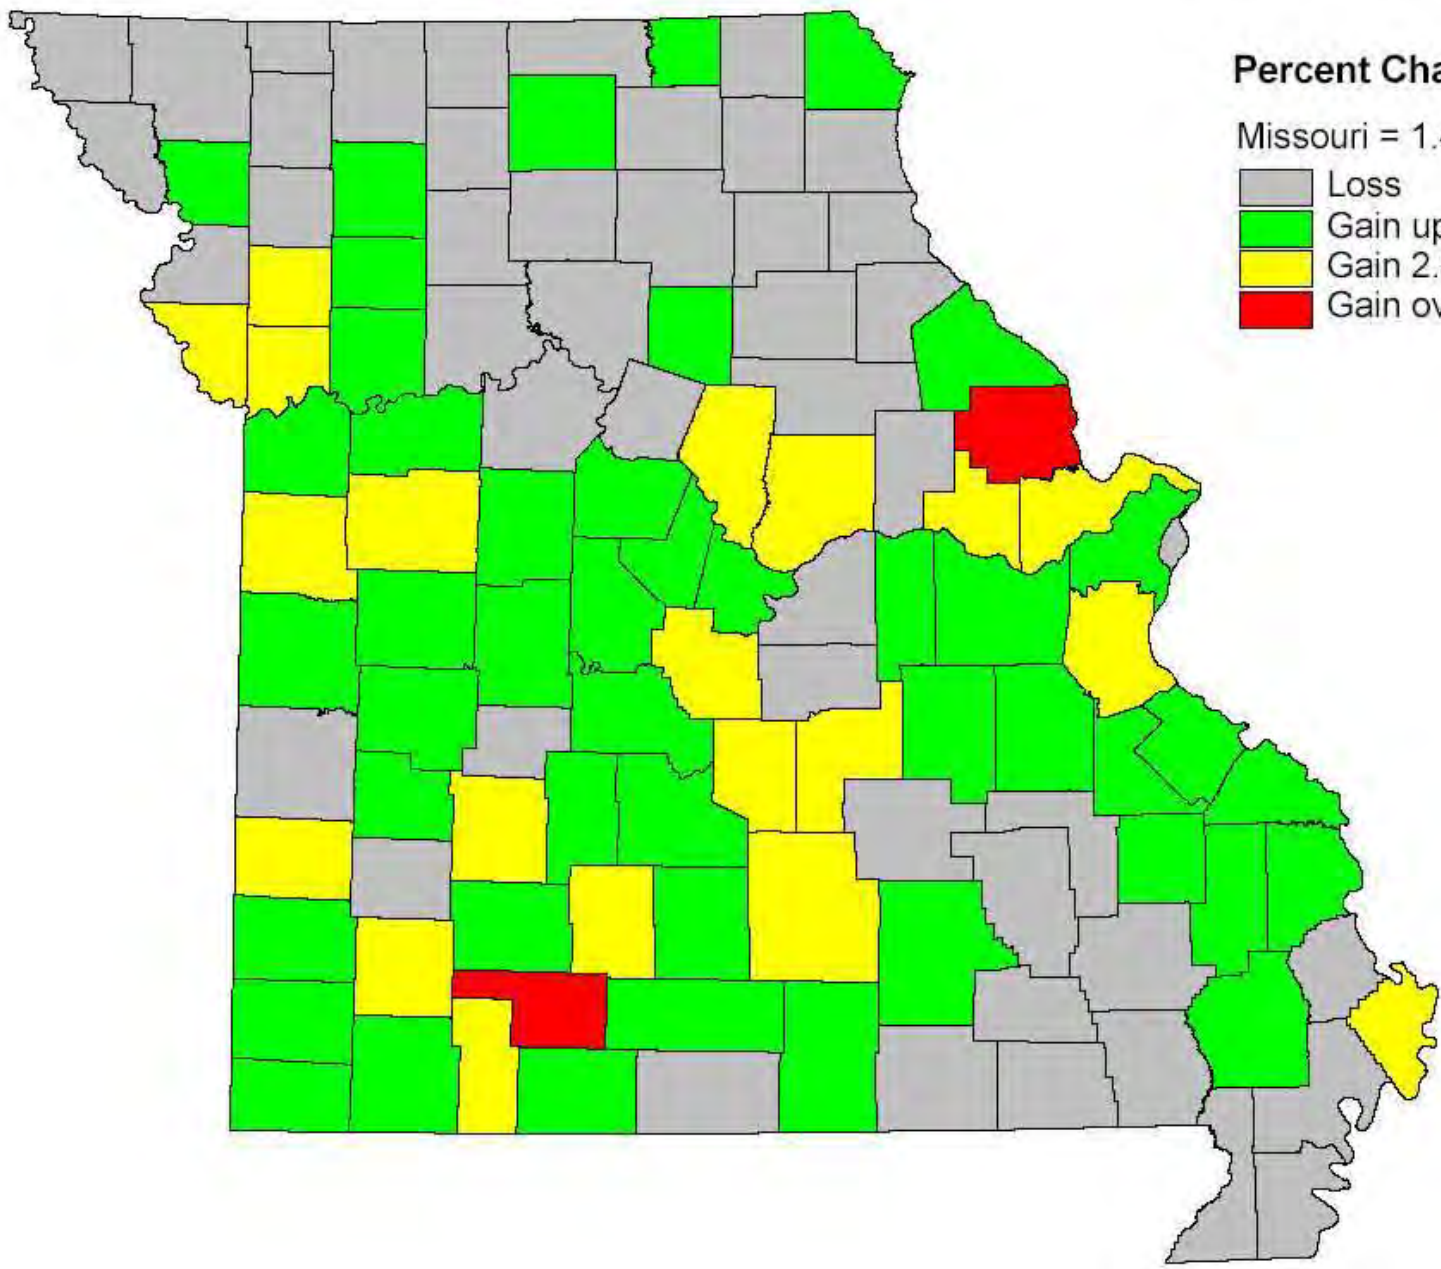 Percent Cha
Missouri = 1.
Loss
Gain up
Gain 2.
Gain ov